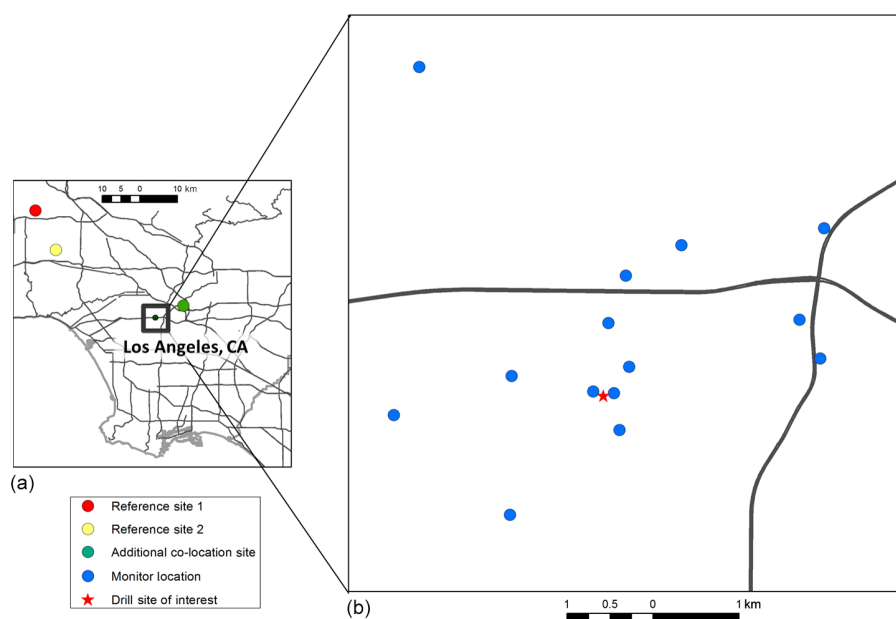 10 5 0 10 km
Los Angeles, CA
(a)
Reference site 1
Reference site 2
Additional co-location site
Monitor location
Drill site of interest
(b)
1 0.5 0 1 km